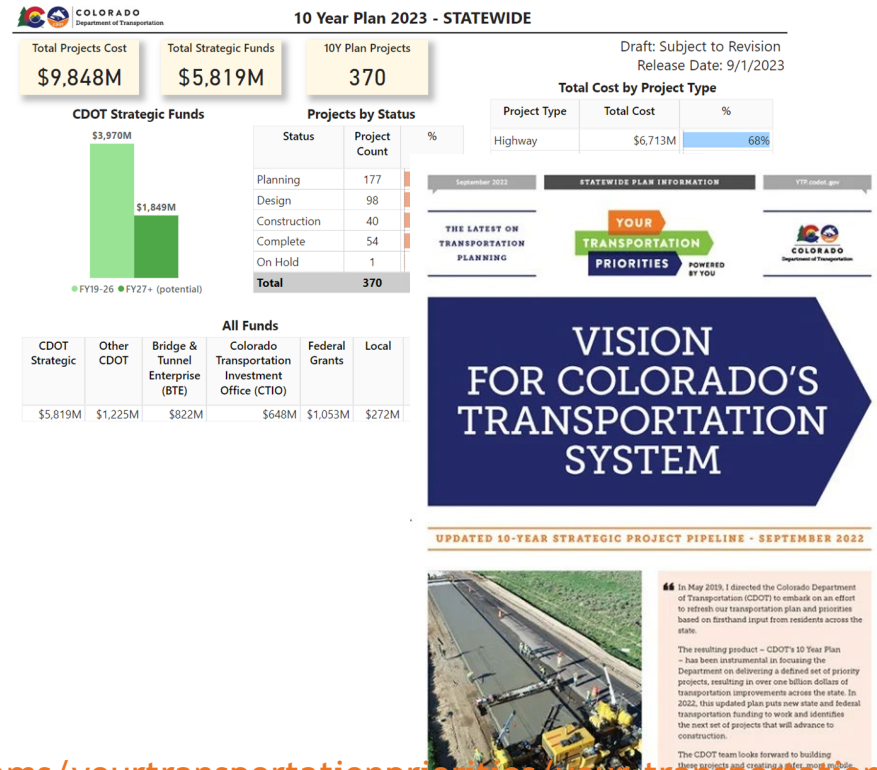 COLORADO
Department of Transportation
10 Year Plan 2023 - STATEWIDE
Total Projects Cost
$9,848M
Total Strategic Funds
$5,819M
10Y Plan Projects
370
Draft: Subject to Revision
Release Date: 9/1/2023
CDOT Strategic Funds
$3,970M
$1,849M
FY19-26 FY27+ (potential)
Projects by Status
Status Project Count %
Planning 177
Design 98
Construction 40
Complete 54
On Hold 1
Total 370
Total Cost by Project Type
Project Type Total Cost %
Highway $6,713M 68%
All Funds
CDOT Strategic Other CDOT Bridge & Tunnel Enterprise (BTE) Colorado Transportation Investment Office (CTIO) Federal Grants Local
$5,819M $1,225M $822M $648M $1,053M $272M
September 2022
STATEWIDE PLAN INFORMATION
YTP.codot.gov
THE LATEST ON
TRANSPORTATION
PLANNING
YOUR
TRANSPORTATION
PRIORITIES
POWERED
BY YOU
COLORADO
Department of Transportation
VISION
FOR COLORADO'S
TRANSPORTATION
SYSTEM
UPDATED 10-YEAR STRATEGIC PROJECT PIPELINE - SEPTEMBER 2022
❝ In May 2019, I directed the Colorado Department
of Transportation (CDOT) to embark on an effort
to refresh our transportation plan and priorities
based on firsthand input from residents across the
state.
The resulting product – CDOT's 10 Year Plan
– has been instrumental in focusing the
Department on delivering a defined set of priority
projects, resulting in over one billion dollars of
transportation improvements across the state. In
2022, this updated plan puts new state and federal
transportation funding to work and identifies
the next set of projects that will advance to
construction.
The CDOT team looks forward to building
these projects and creating a safer, more mobile